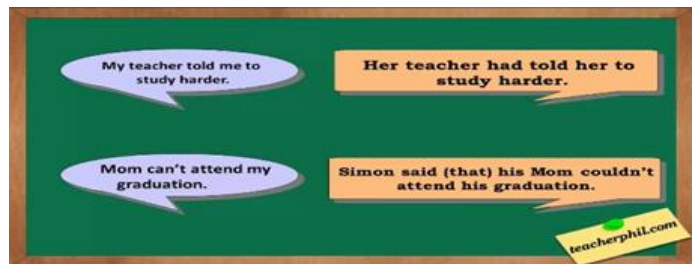 My teacher told me to
study harder.
Her teacher had told her to
study harder.
Mom can't attend my
graduation.
Simon said (that) his Mom couldn't
attend his graduation.
teacherphil.com